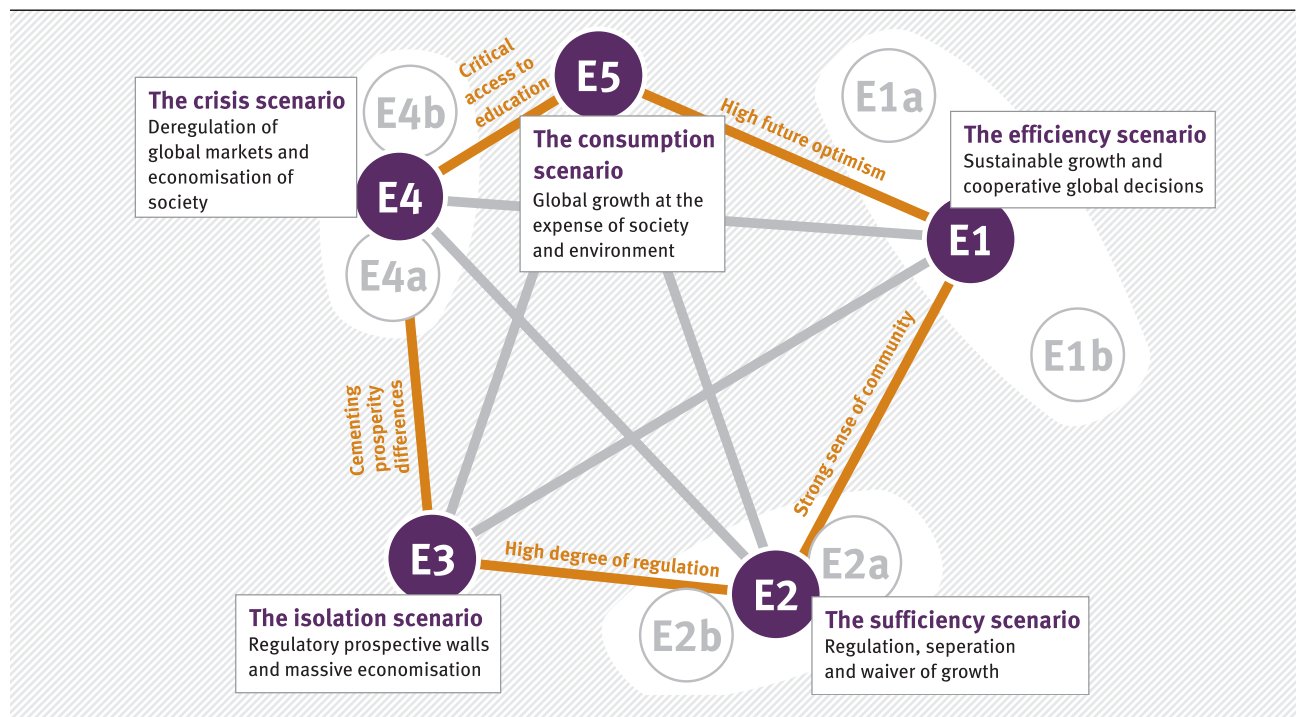 E5
The consumption
scenario
Global growth at the
expense of society
and environment
Critical
access to
education
High future optimism
E4b
The crisis scenario
Deregulation of
global markets and
economisation of
society
E4
E4a
E1a
The efficiency scenario
Sustainable growth and
cooperative global decisions
E1
E1b
Cementing
prosperity
differences
Strong sense of community
E3
The isolation scenario
Regulatory prospective walls
and massive economisation
High degree of regulation
E2a
E2
E2b
The sufficiency scenario
Regulation, seperation
and waiver of growth